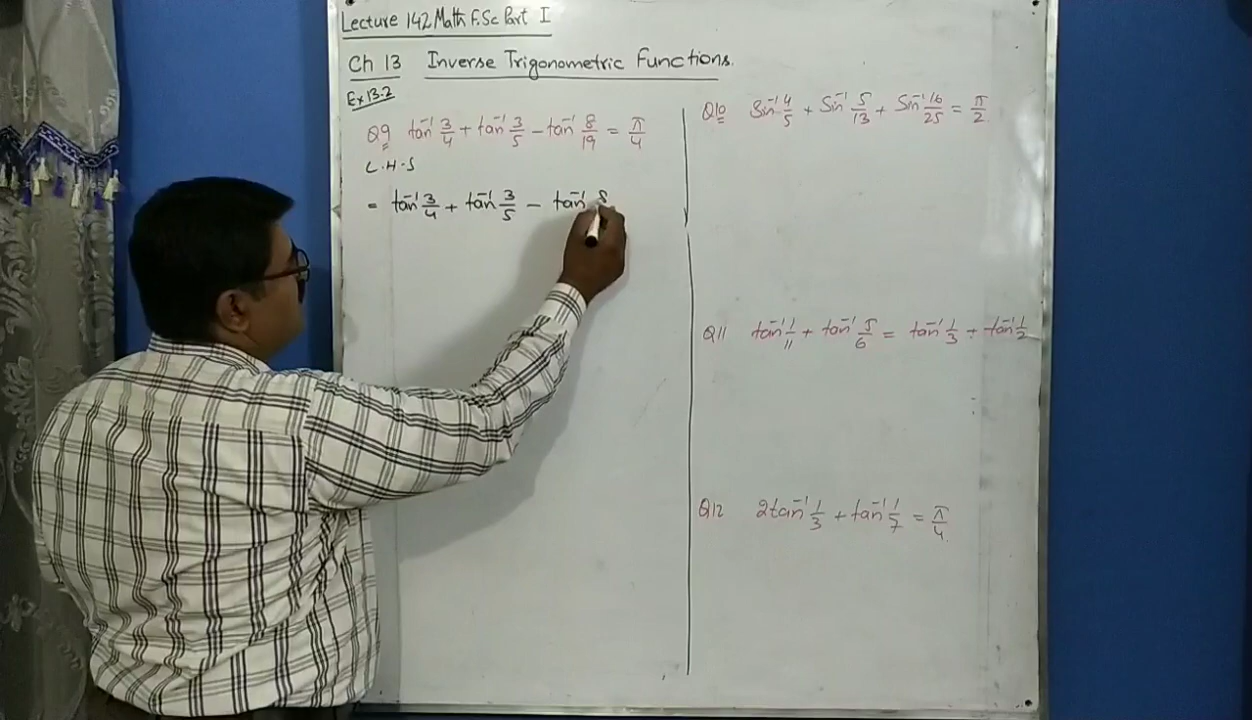 Lecture 142 Math F.Sc Part I
Ch 13 Inverse Trigonometric Functions.
Ex 13.2
Q9 tan⁻¹ 3/4 + tan⁻¹ 3/5 − tan⁻¹ 8/19 = π/4
L.H.S
= tan⁻¹ 3/4 + tan⁻¹ 3/5 − tan⁻¹ 8
Q10 Sin⁻¹ 4/5 + Sin⁻¹ 5/13 + Sin⁻¹ 16/25 = π/2
Q11 tan⁻¹ 1/11 + tan⁻¹ 5/6 = tan⁻¹ 1/3 + tan⁻¹ 1/2
Q12 2tan⁻¹ 1/3 + tan⁻¹ 1/7 = π/4